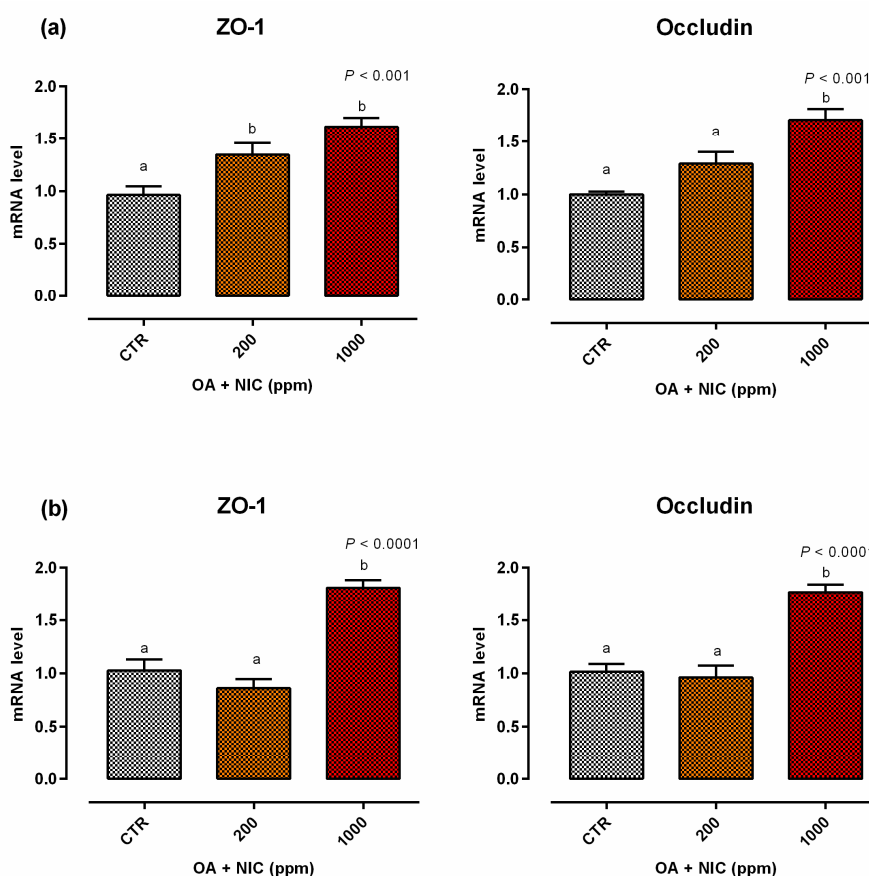 (a)
ZO-1
P < 0.001
mRNA level
2.0
1.5
1.0
0.5
0.0
a
b
b
CTR
200
1000
OA + NIC (ppm)
Occludin
P < 0.001
mRNA level
2.0
1.5
1.0
0.5
0.0
a
a
b
CTR
200
1000
OA + NIC (ppm)
(b)
ZO-1
P < 0.0001
mRNA level
2.0
1.5
1.0
0.5
0.0
a
a
b
CTR
200
1000
OA + NIC (ppm)
Occludin
P < 0.0001
mRNA level
2.0
1.5
1.0
0.5
0.0
a
a
b
CTR
200
1000
OA + NIC (ppm)